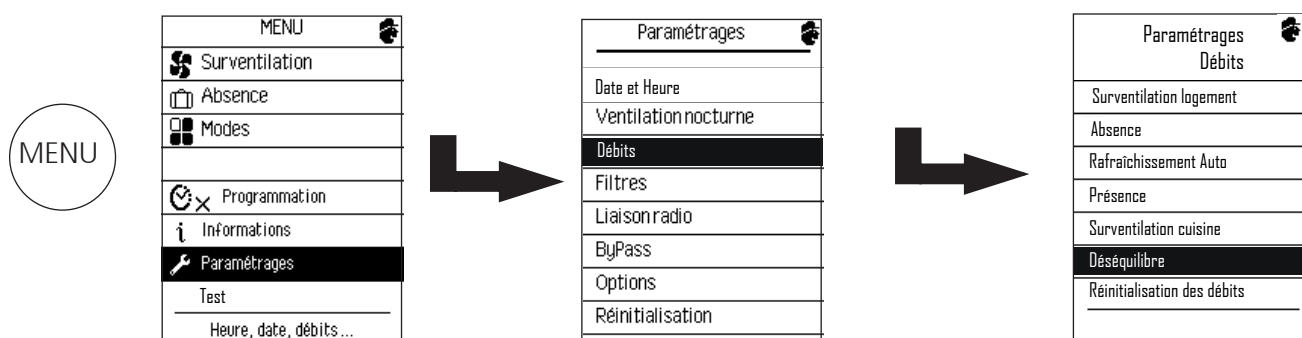 MENU
MENU
Surventilation
Absence
Modes
Programmation
i Informations
Paramétrages
Test
Heure, date, débits ...
Paramétrages
Date et Heure
Ventilation nocturne
Débits
Filtres
Liaison radio
ByPass
Options
Réinitialisation
Paramétrages
Débits
Surventilation logement
Absence
Rafraîchissement Auto
Présence
Surventilation cuisine
Déséquilibre
Réinitialisation des débits